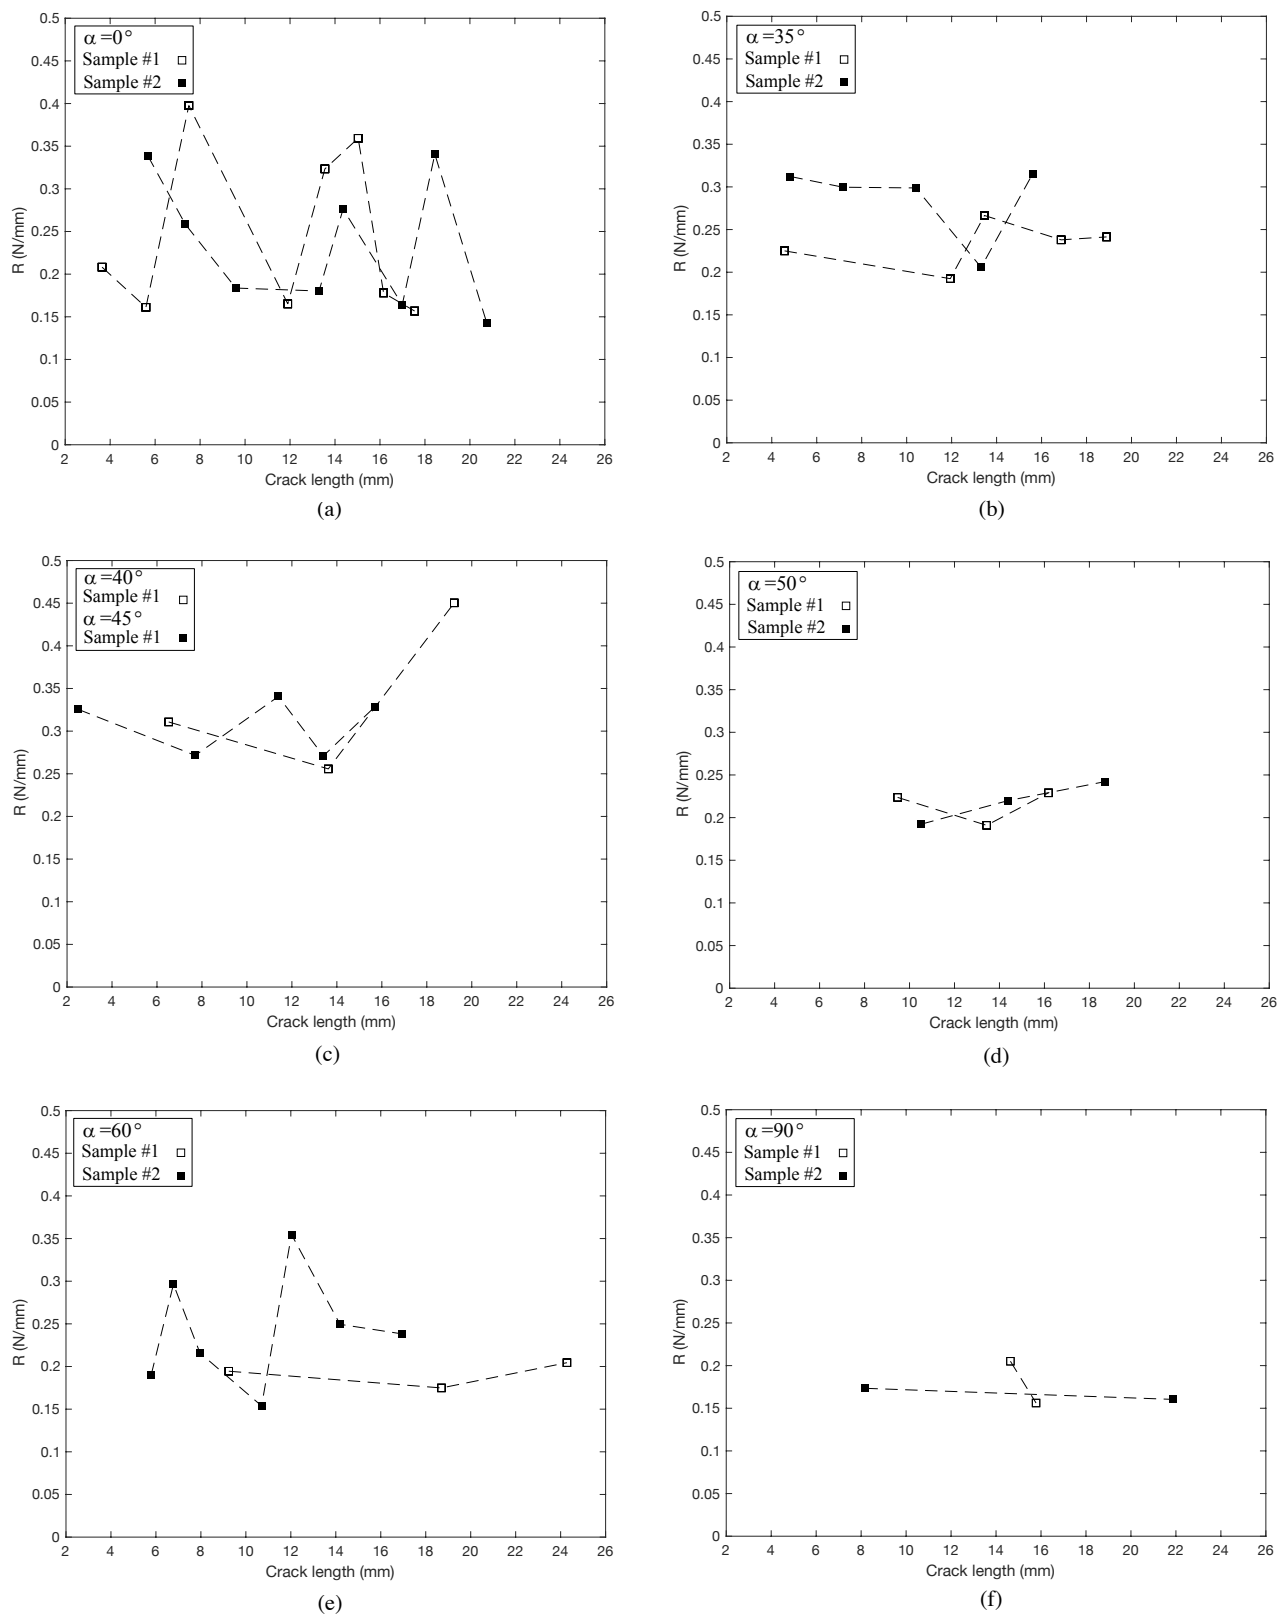 α =0°
Sample #1
Sample #2
0.5
0.45
0.4
0.35
0.3
0.25
0.2
0.15
0.1
0.05
0
R (N/mm)
2 4 6 8 10 12 14 16 18 20 22 24 26
Crack length (mm)
(a)
α =35°
Sample #1
Sample #2
0.5
0.45
0.4
0.35
0.3
0.25
0.2
0.15
0.1
0.05
0
R (N/mm)
2 4 6 8 10 12 14 16 18 20 22 24 26
Crack length (mm)
(b)
α =40°
Sample #1
α =45°
Sample #1
0.5
0.45
0.4
0.35
0.3
0.25
0.2
0.15
0.1
0.05
0
R (N/mm)
2 4 6 8 10 12 14 16 18 20 22 24 26
Crack length (mm)
(c)
α =50°
Sample #1
Sample #2
0.5
0.45
0.4
0.35
0.3
0.25
0.2
0.15
0.1
0.05
0
R (N/mm)
2 4 6 8 10 12 14 16 18 20 22 24 26
Crack length (mm)
(d)
α =60°
Sample #1
Sample #2
0.5
0.45
0.4
0.35
0.3
0.25
0.2
0.15
0.1
0.05
0
R (N/mm)
2 4 6 8 10 12 14 16 18 20 22 24 26
Crack length (mm)
(e)
α =90°
Sample #1
Sample #2
0.5
0.45
0.4
0.35
0.3
0.25
0.2
0.15
0.1
0.05
0
R (N/mm)
2 4 6 8 10 12 14 16 18 20 22 24 26
Crack length (mm)
(f)